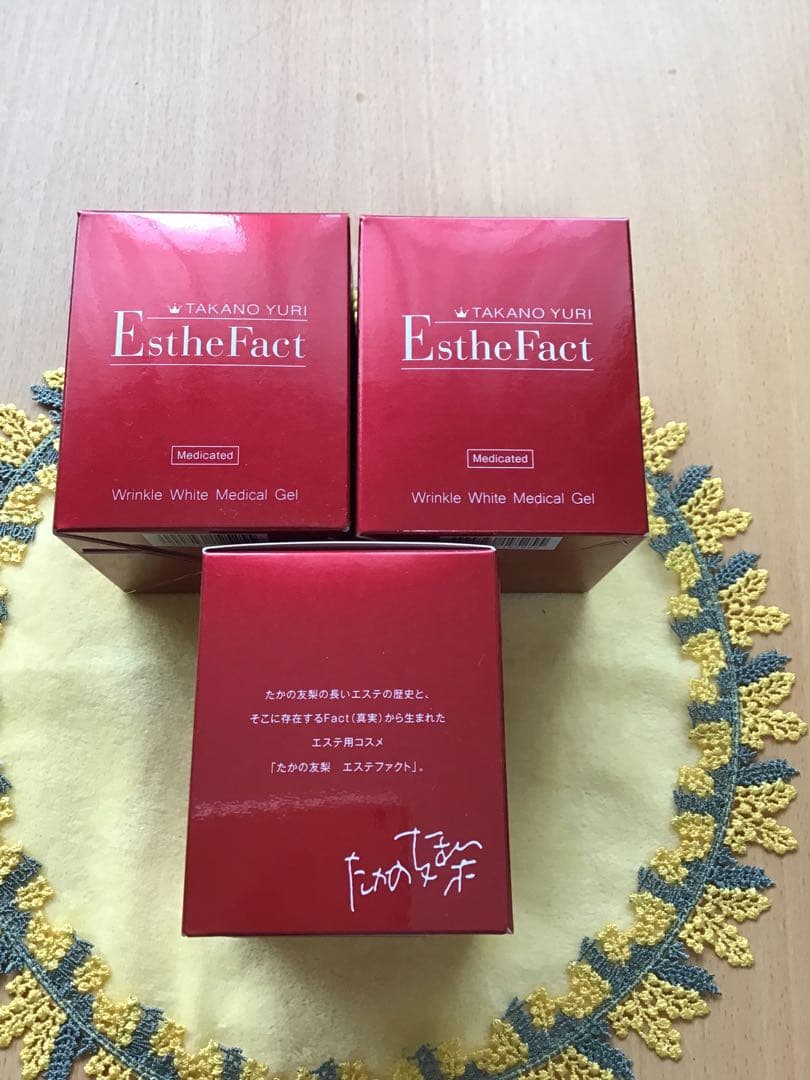 TAKANO YURI
EstheFact
Medicated
Wrinkle White Medical Gel
TAKANO YURI
EstheFact
Medicated
Wrinkle White Medical Gel
たかの友梨の長いエステの歴史と、
そこに存在するFact(真実)から生まれた
エステ用コスメ
「たかの友梨　エステファクト」。
たかの友梨